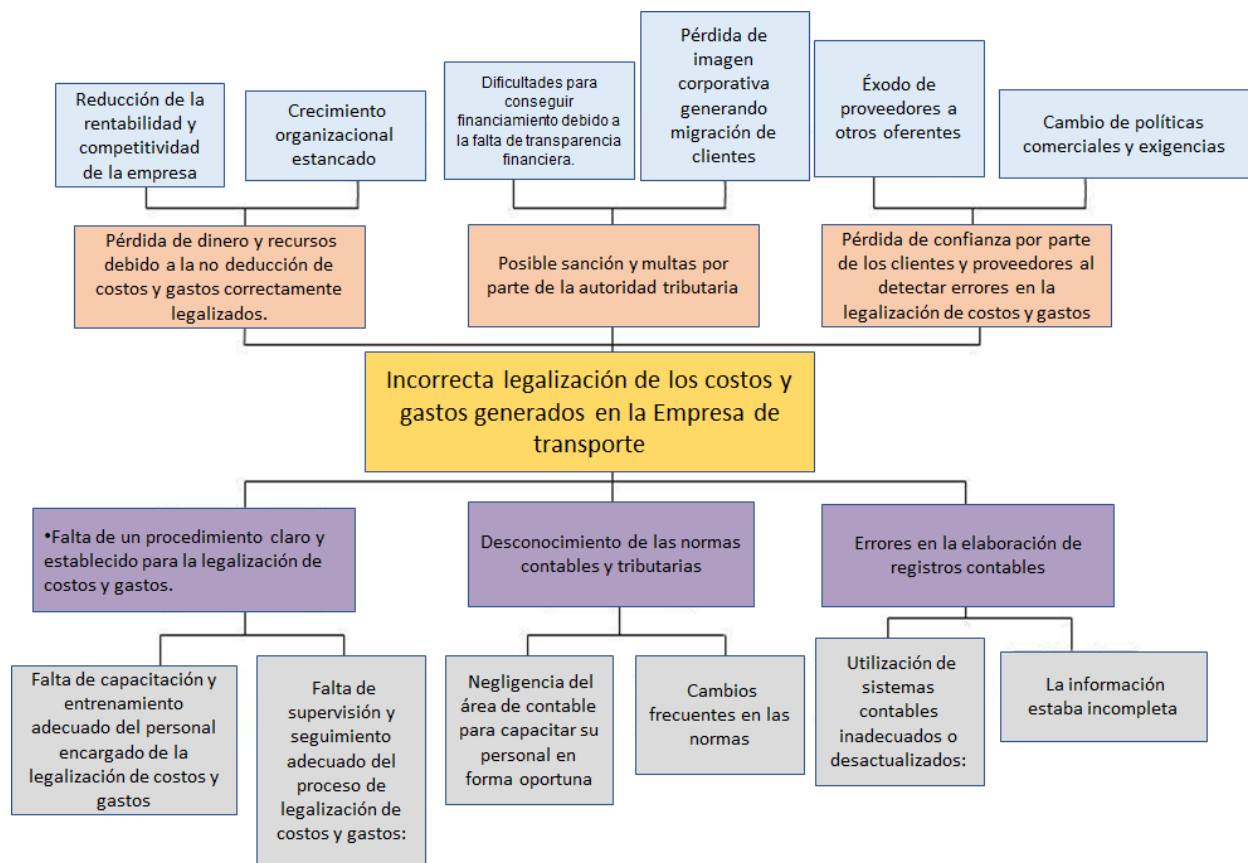 Reducción de la
rentabilidad y
competitividad
de la empresa
Crecimiento
organizacional
estancado
Dificultades para
conseguir
financiamiento debido a
la falta de transparencia
financiera.
Pérdida de
imagen
corporativa
generando
migración de
clientes
Éxodo de
proveedores a
otros oferentes
Cambio de políticas
comerciales y exigencias
Pérdida de dinero y recursos
debido a la no deducción de
costos y gastos correctamente
legalizados.
Posible sanción y multas por
parte de la autoridad tributaria
Pérdida de confianza por parte
de los clientes y proveedores al
detectar errores en la
legalización de costos y gastos
Incorrecta legalización de los costos y
gastos generados en la Empresa de
transporte
•Falta de un procedimiento claro y
establecido para la legalización de
costos y gastos.
Desconocimiento de las normas
contables y tributarias
Errores en la elaboración de
registros contables
Falta de capacitación y
entrenamiento
adecuado del personal
encargado de la
legalización de costos y
gastos
Falta de
supervisión y
seguimiento
adecuado del
proceso de
legalización de
costos y gastos:
Negligencia del
área de contable
para capacitar su
personal en
forma oportuna
Cambios
frecuentes en las
normas
Utilización de
sistemas
contables
inadecuados o
desactualizados:
La información
estaba incompleta